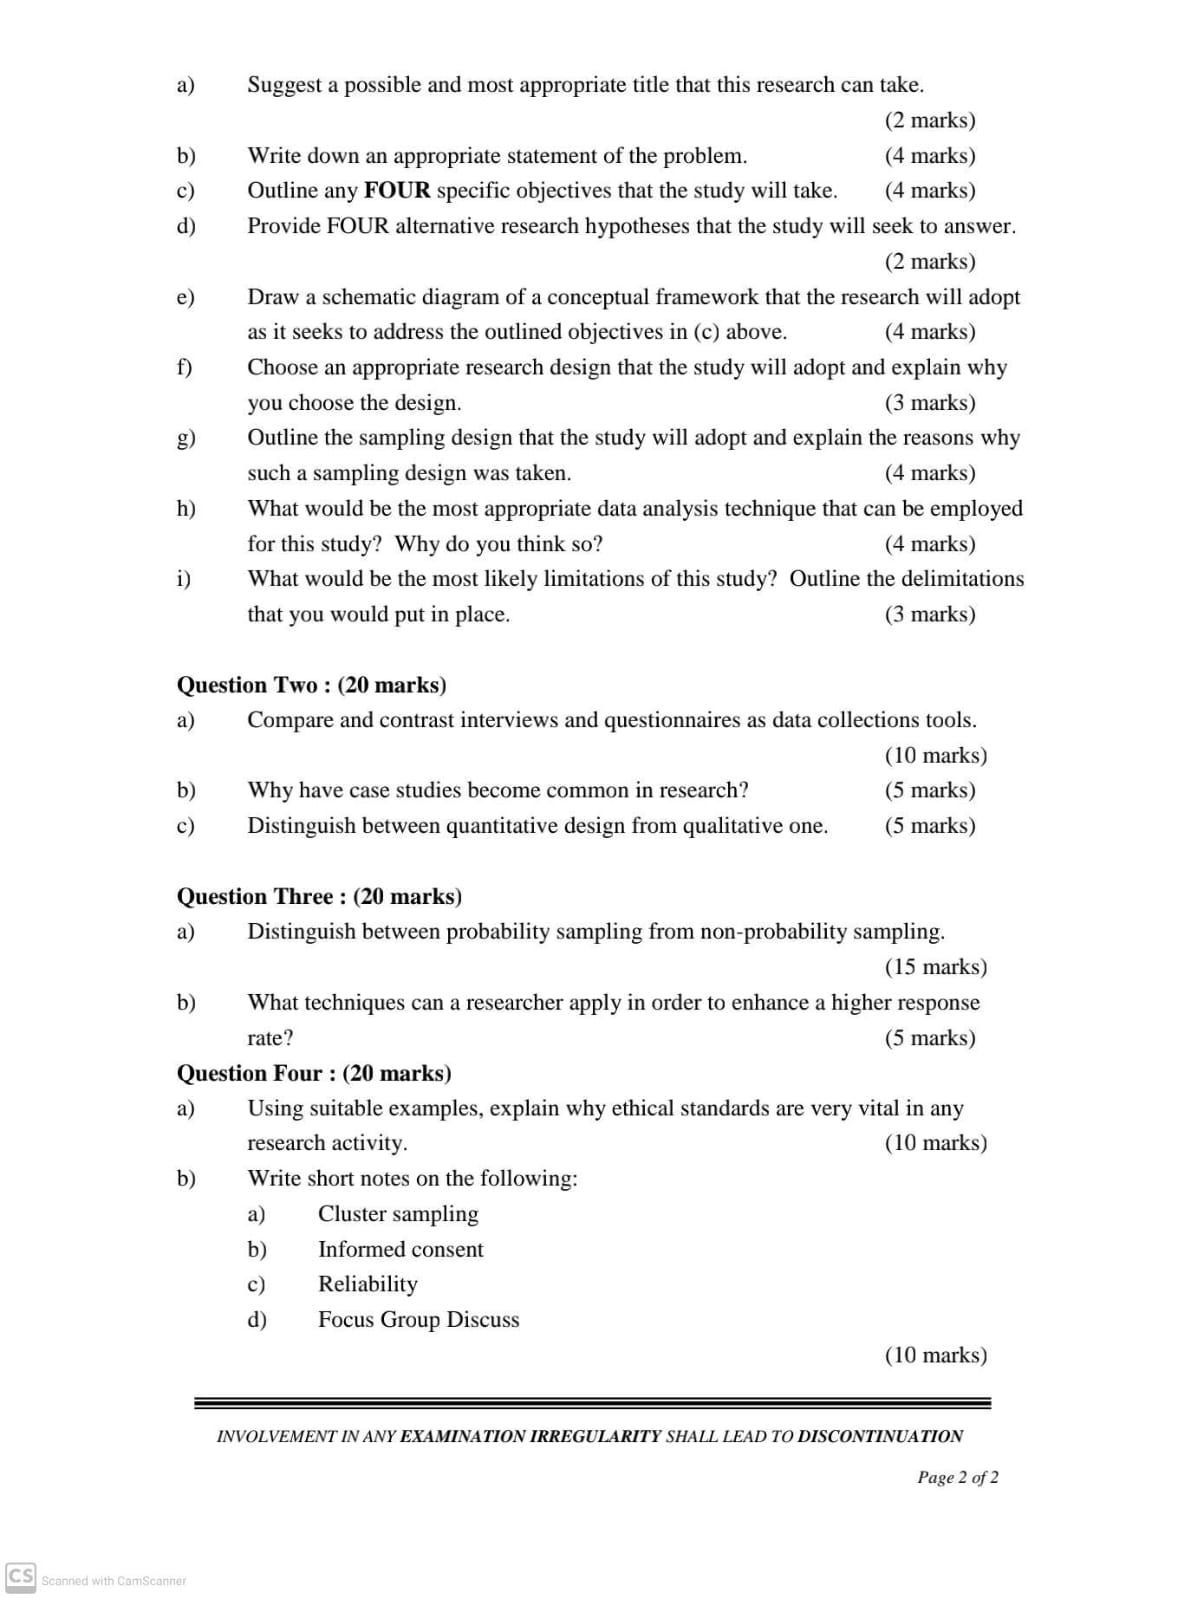 a) Suggest a possible and most appropriate title that this research can take.
(2 marks)
b) Write down an appropriate statement of the problem. (4 marks)
c) Outline any FOUR specific objectives that the study will take. (4 marks)
d) Provide FOUR alternative research hypotheses that the study will seek to answer.
(2 marks)
e) Draw a schematic diagram of a conceptual framework that the research will adopt
as it seeks to address the outlined objectives in (c) above. (4 marks)
f) Choose an appropriate research design that the study will adopt and explain why
you choose the design. (3 marks)
g) Outline the sampling design that the study will adopt and explain the reasons why
such a sampling design was taken. (4 marks)
h) What would be the most appropriate data analysis technique that can be employed
for this study? Why do you think so? (4 marks)
i) What would be the most likely limitations of this study? Outline the delimitations
that you would put in place. (3 marks)
Question Two : (20 marks)
a) Compare and contrast interviews and questionnaires as data collections tools.
(10 marks)
b) Why have case studies become common in research? (5 marks)
c) Distinguish between quantitative design from qualitative one. (5 marks)
Question Three : (20 marks)
a) Distinguish between probability sampling from non-probability sampling.
(15 marks)
b) What techniques can a researcher apply in order to enhance a higher response
rate? (5 marks)
Question Four : (20 marks)
a) Using suitable examples, explain why ethical standards are very vital in any
research activity. (10 marks)
b) Write short notes on the following:
a) Cluster sampling
b) Informed consent
c) Reliability
d) Focus Group Discuss
(10 marks)
INVOLVEMENT IN ANY EXAMINATION IRREGULARITY SHALL LEAD TO DISCONTINUATION
Page 2 of 2
CS Scanned with CamScanner